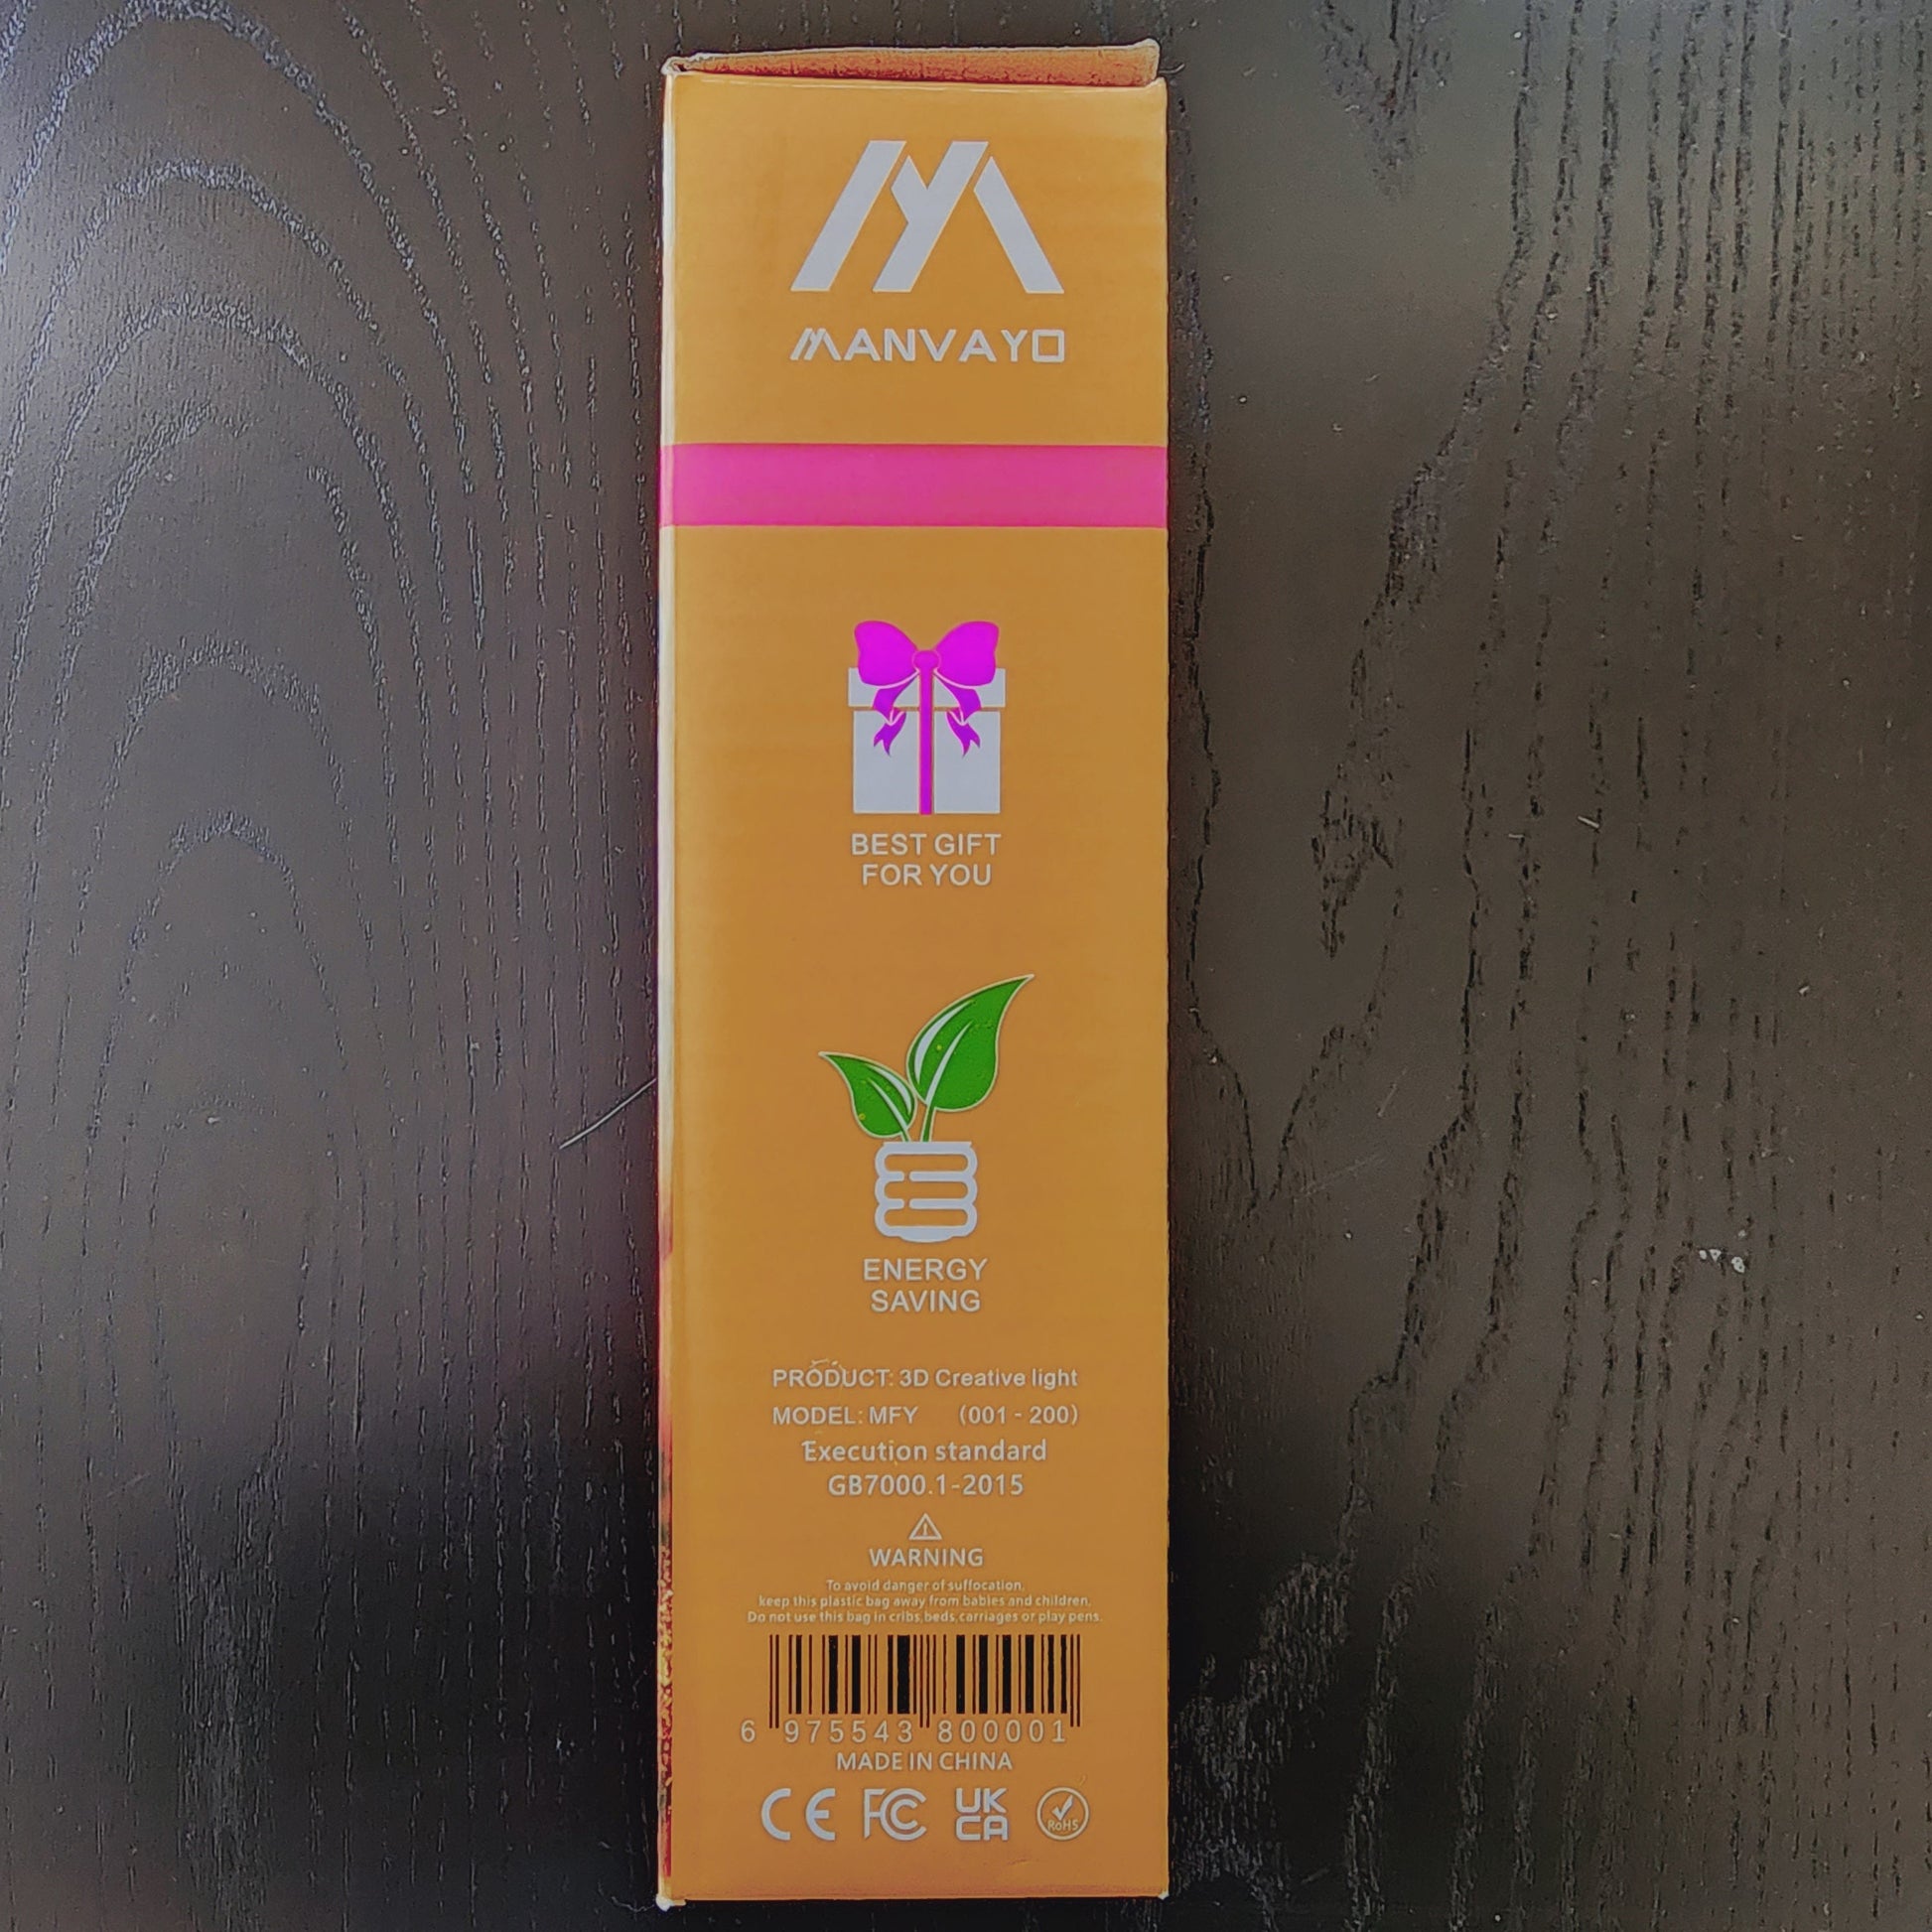 MANVAYO
BEST GIFT
FOR YOU
ENERGY
SAVING
PRODUCT: 3D Creative light
MODEL: MFY (001 - 200)
Execution standard
GB7000.1-2015
WARNING
To avoid danger of suffocation,
keep this plastic bag away from babies and children,
Do not use this bag in cribs,beds,carriages or play pens.
6 975543 800001
MADE IN CHINA
CE FC UK
CA RoHS